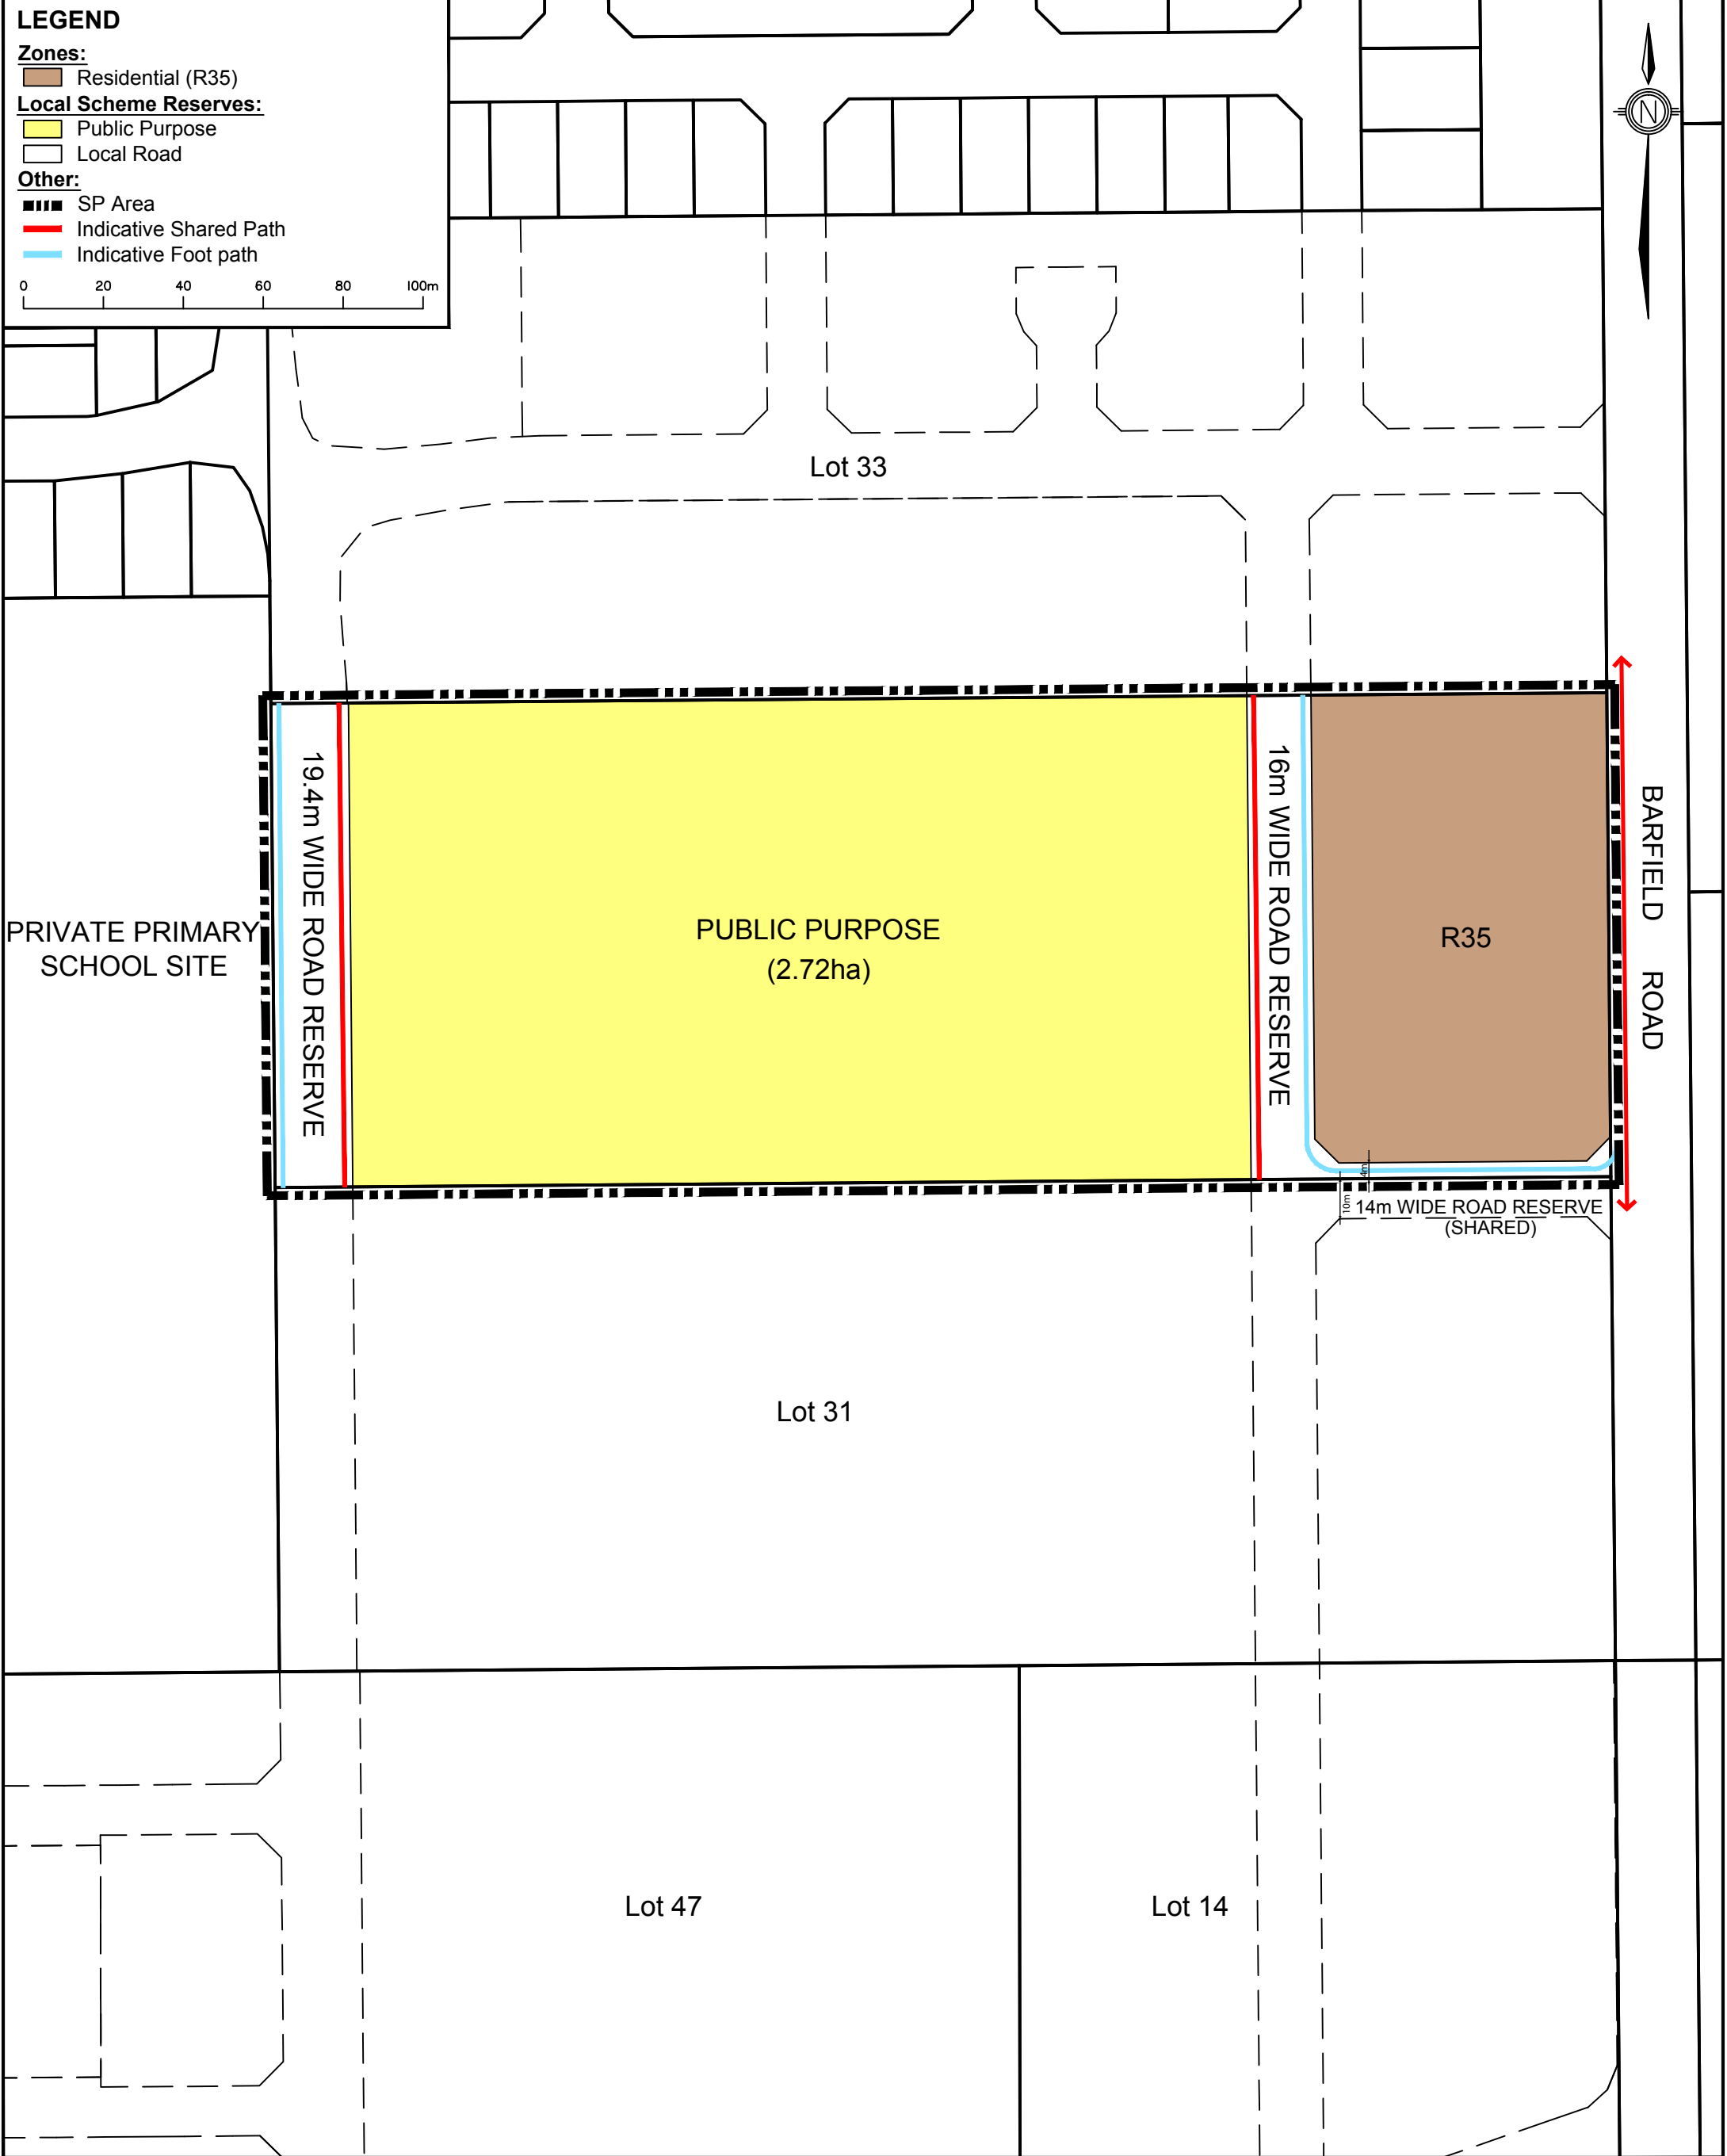 LEGEND
Zones:
Residential (R35)
Local Scheme Reserves:
Public Purpose
Local Road
Other:
SP Area
Indicative Shared Path
Indicative Foot path
0 20 40 60 80 100m
N
Lot 33
PRIVATE PRIMARY
SCHOOL SITE
19.4m WIDE ROAD RESERVE
PUBLIC PURPOSE
(2.72ha)
16m WIDE ROAD RESERVE
R35
BARFIELD ROAD
4m
10m
14m WIDE ROAD RESERVE
(SHARED)
Lot 31
Lot 47
Lot 14